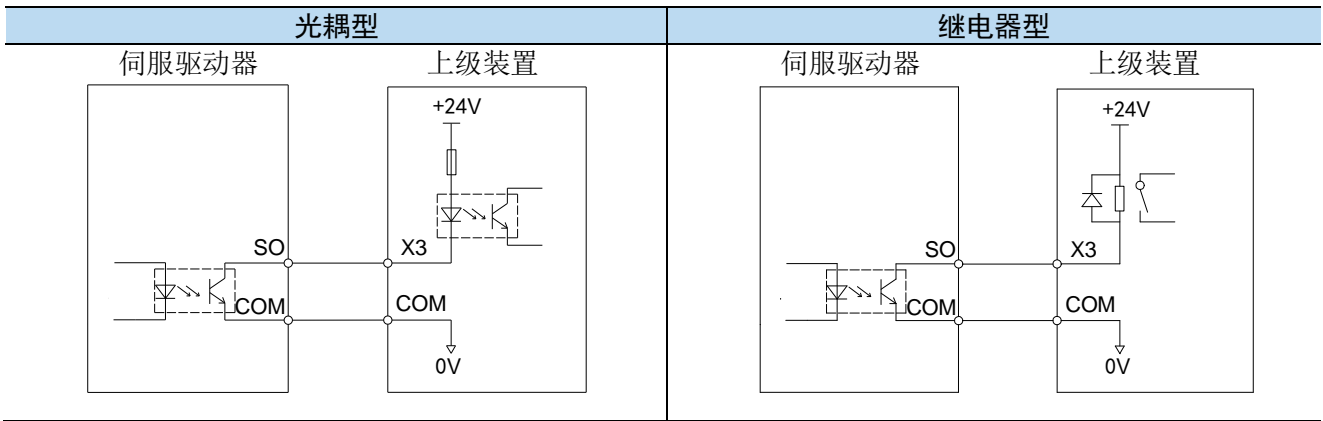 光耦型
伺服驱动器 上级装置
+24V
SO X3
COM COM
0V
继电器型
伺服驱动器 上级装置
+24V
SO X3
COM COM
0V